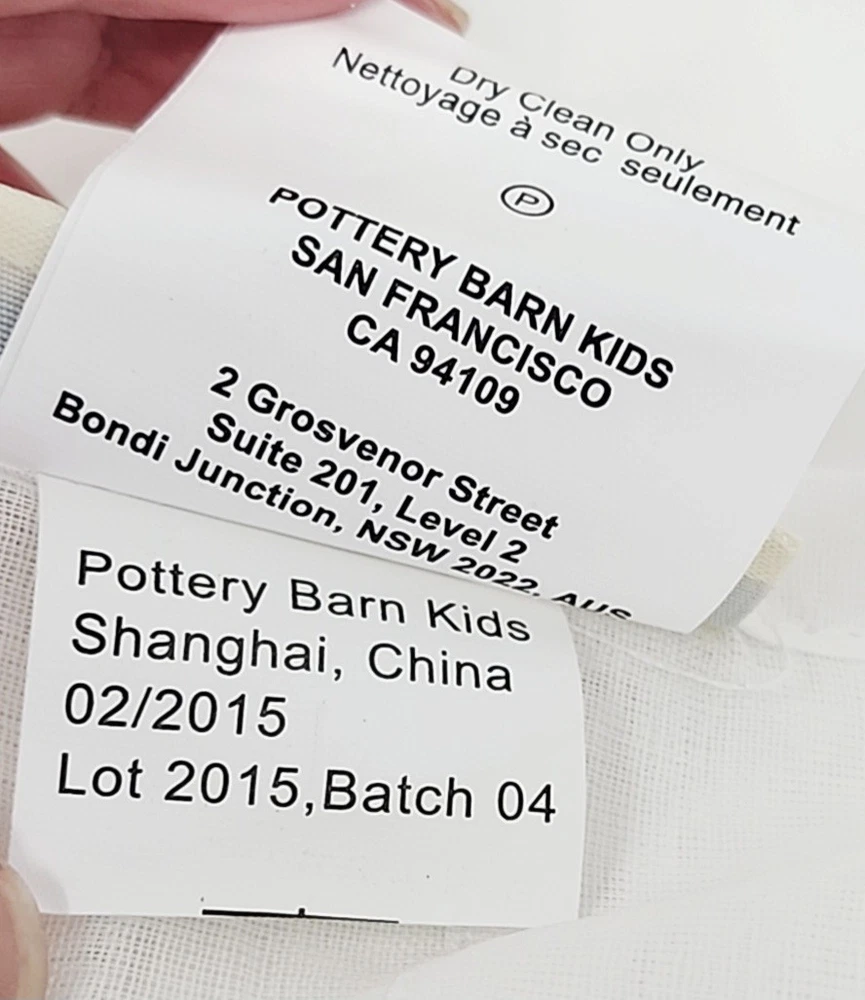 Dry Clean Only
Nettoyage à sec seulement
P
POTTERY BARN KIDS
SAN FRANCISCO
CA 94109
2 Grosvenor Street
Suite 201, Level 2
Bondi Junction, NSW 2022, AUS
Pottery Barn Kids
Shanghai, China
02/2015
Lot 2015,Batch 04